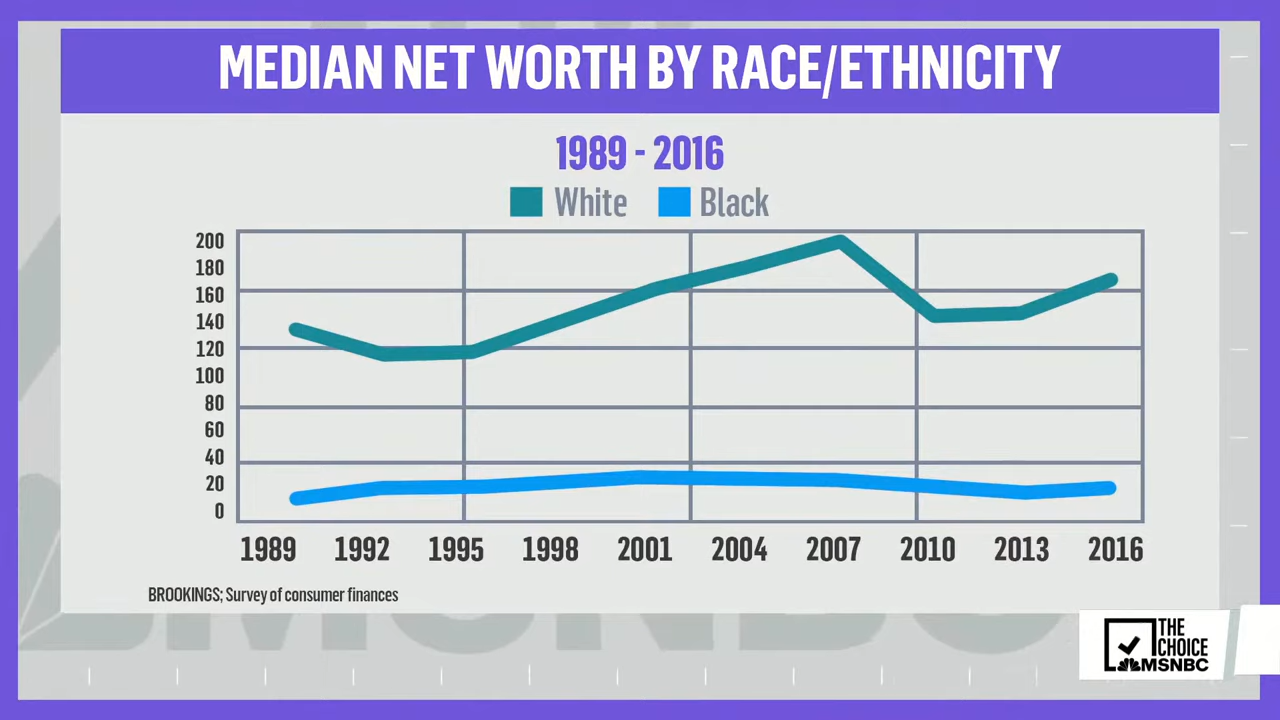 MEDIAN NET WORTH BY RACE/ETHNICITY
1989 - 2016
White Black
200
180
160
140
120
100
80
60
40
20
0
1989 1992 1995 1998 2001 2004 2007 2010 2013 2016
BROOKINGS; Survey of consumer finances
THE
CHOICE
MSNBC
MSNBC